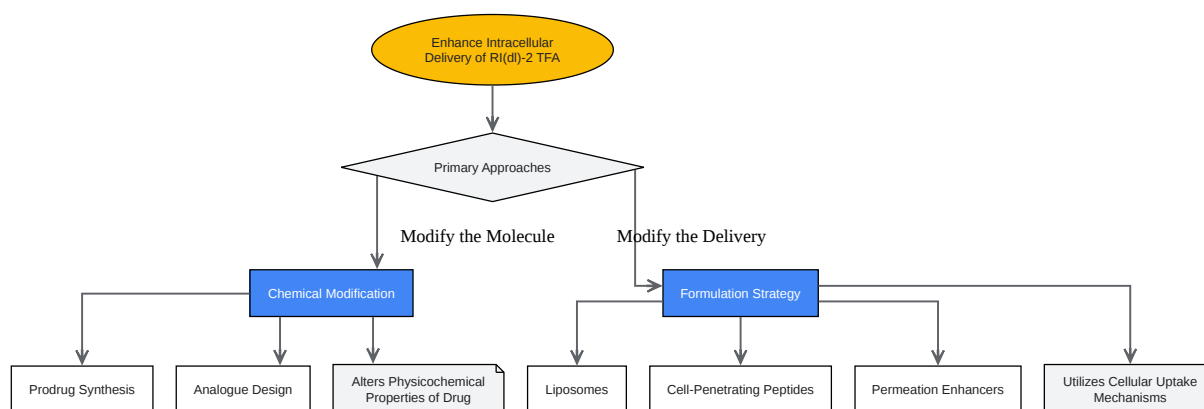 Enhance Intracellular
Delivery of RI(dl)-2 TFA
Primary Approaches
Modify the Molecule
Modify the Delivery
Chemical Modification
Formulation Strategy
Prodrug Synthesis
Analogue Design
Alters Physicochemical
Properties of Drug
Liposomes
Cell-Penetrating Peptides
Permeation Enhancers
Utilizes Cellular Uptake
Mechanisms